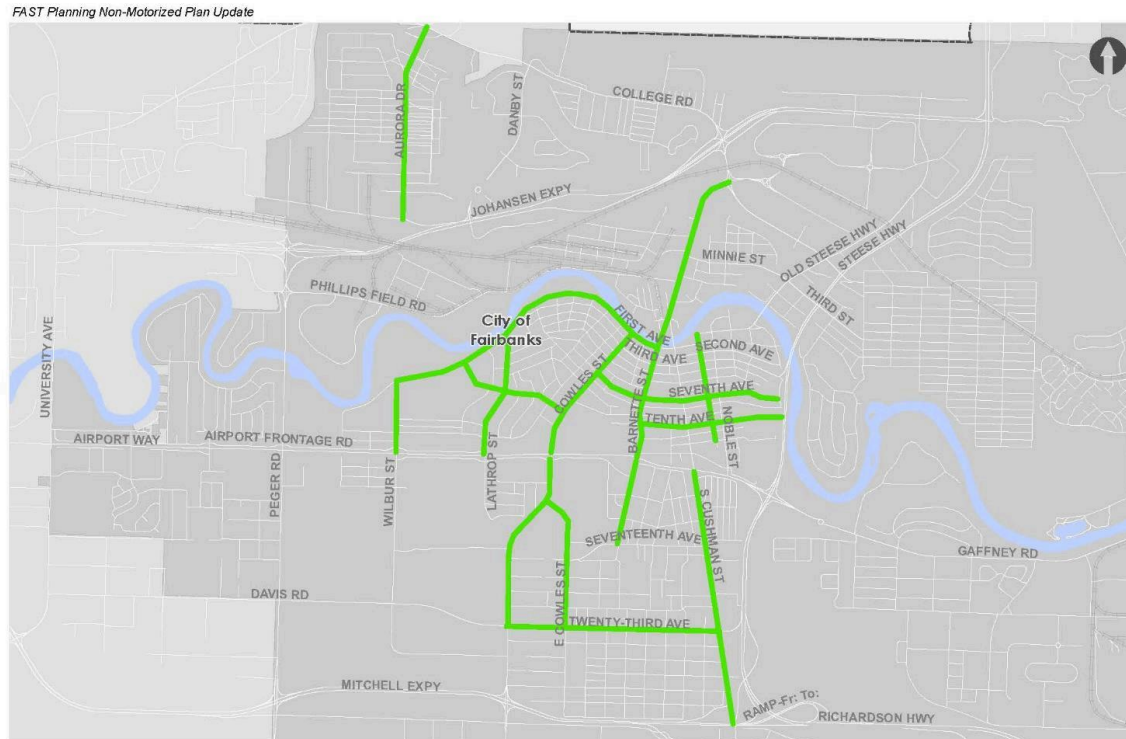 FAST Planning Non-Motorized Plan Update
COLLEGE RD
DANBY ST
AURORA DR
JOHANSEN EXPY
OLD STEESE HWY
STEESE HWY
MINNIE ST
PHILLIPS FIELD RD
THIRD ST
City of
Fairbanks
FIRST AVE
THIRD AVE
SECOND AVE
UNIVERSITY AVE
COWLES ST
SEVENTH AVE
BARNETTE ST
TENTH AVE
NOBLE ST
AIRPORT WAY
AIRPORT FRONTAGE RD
PEGER RD
WILBUR ST
LATHROP ST
S CUSHMAN ST
SEVENTEENTH AVE
GAFFNEY RD
DAVIS RD
E COWLES ST
TWENTY-THIRD AVE
MITCHELL EXPY
RAMP-Fr: To:
RICHARDSON HWY